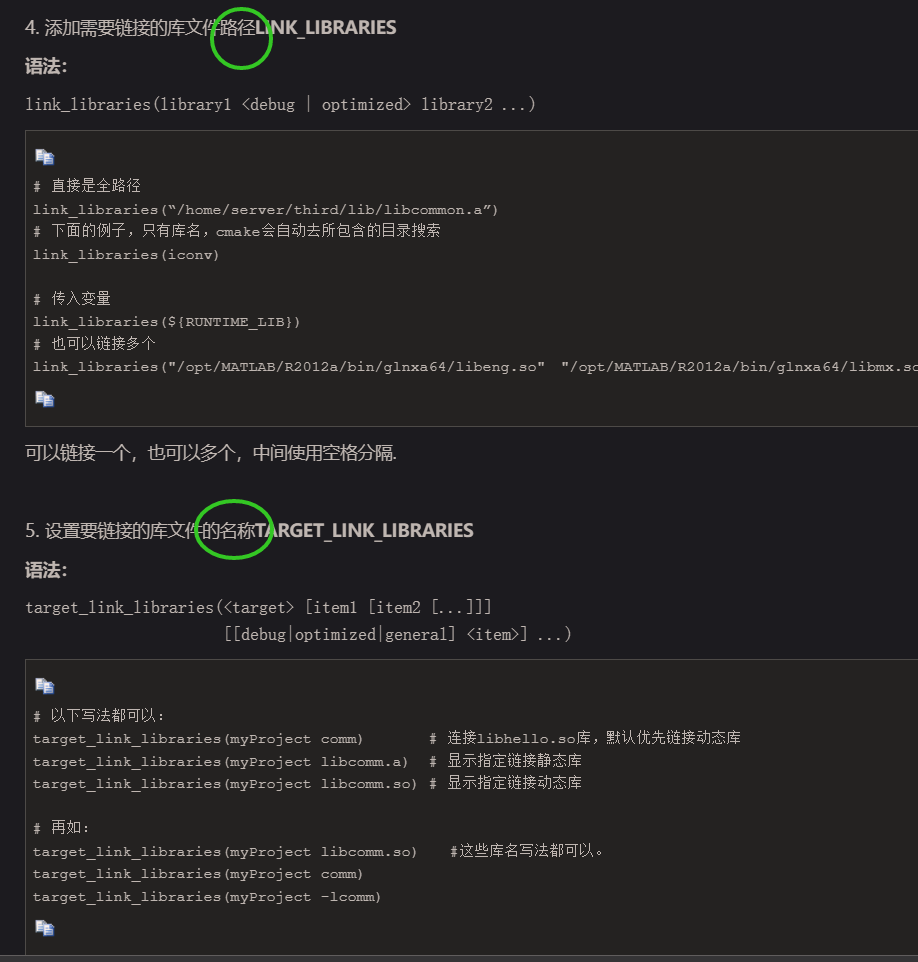 4. 添加需要链接的库文件路径LINK_LIBRARIES
语法：
link_libraries(library1 <debug | optimized> library2 ...)
# 直接是全路径
link_libraries(“/home/server/third/lib/libcommon.a”)
# 下面的例子，只有库名，cmake会自动去所包含的目录搜索
link_libraries(iconv)
# 传入变量
link_libraries(${RUNTIME_LIB})
# 也可以链接多个
link_libraries("/opt/MATLAB/R2012a/bin/glnxa64/libeng.so" "/opt/MATLAB/R2012a/bin/glnxa64/libmx.so
可以链接一个，也可以多个，中间使用空格分隔.
5. 设置要链接的库文件的名称TARGET_LINK_LIBRARIES
语法：
target_link_libraries(<target> [item1 [item2 [...]]]
[[debug|optimized|general] <item>] ...)
# 以下写法都可以：
target_link_libraries(myProject comm) # 连接libhello.so库，默认优先链接动态库
target_link_libraries(myProject libcomm.a) # 显示指定链接静态库
target_link_libraries(myProject libcomm.so) # 显示指定链接动态库
# 再如：
target_link_libraries(myProject libcomm.so) #这些库名写法都可以。
target_link_libraries(myProject comm)
target_link_libraries(myProject -lcomm)